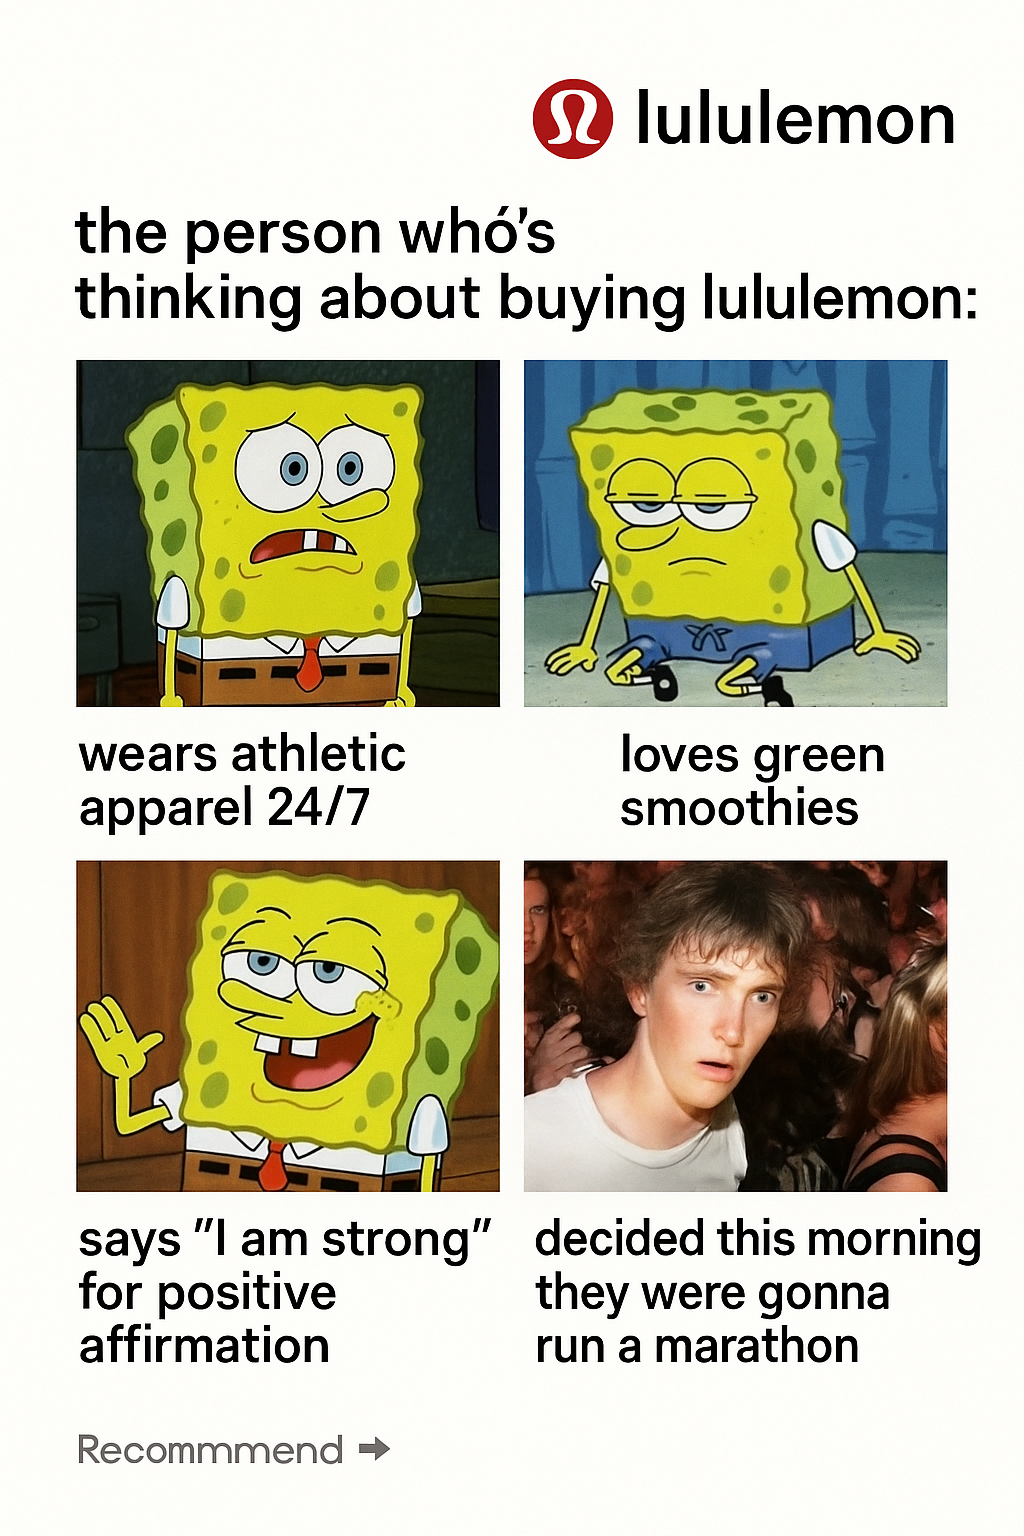 lululemon
the person whó's
thinking about buying lululemon:
wears athletic
apparel 24/7
loves green
smoothies
says "I am strong"
for positive
affirmation
decided this morning
they were gonna
run a marathon
Recommmend →